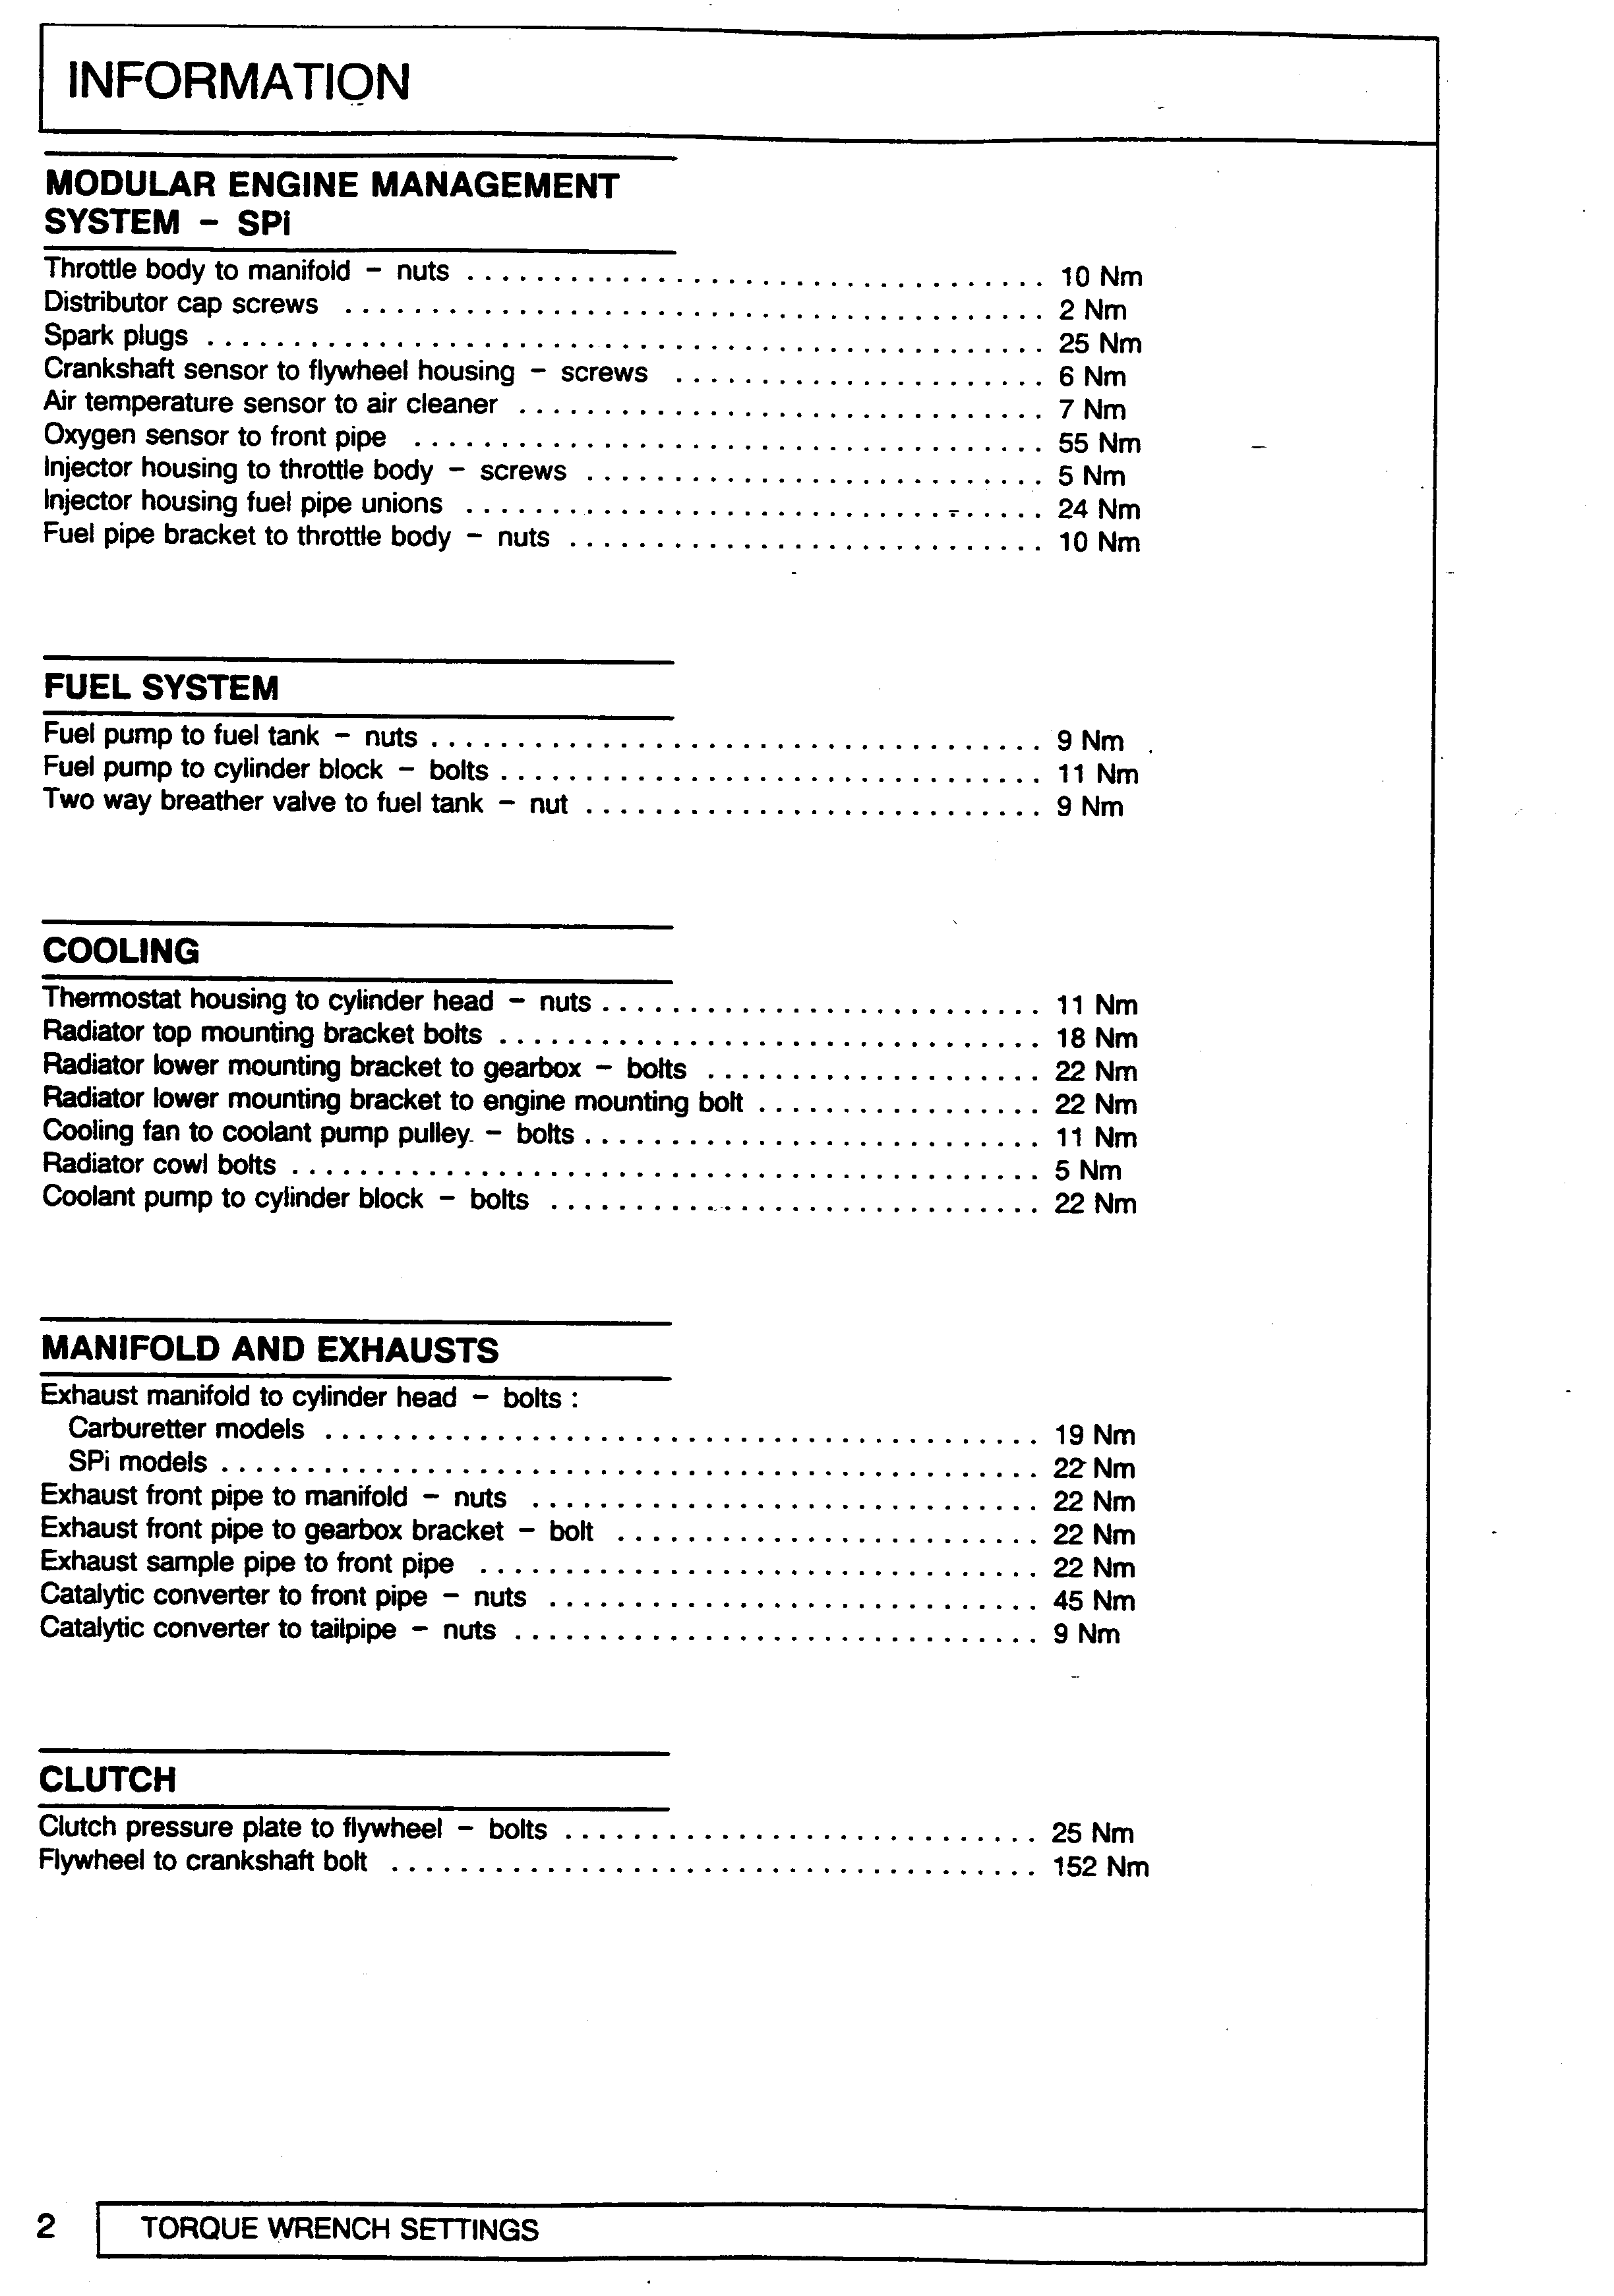 INFORMATION
MODULAR ENGINE MANAGEMENT
SYSTEM – SPi
Throttle body to manifold – nuts .................................. 10 Nm
Distributor cap screws ......................................... 2 Nm
Spark plugs ................................................. 25 Nm
Crankshaft sensor to flywheel housing – screws ...................... 6 Nm
Air temperature sensor to air cleaner ............................... 7 Nm
Oxygen sensor to front pipe ..................................... 55 Nm
Injector housing to throttle body – screws ........................... 5 Nm
Injector housing fuel pipe unions .................................. 24 Nm
Fuel pipe bracket to throttle body – nuts ............................ 10 Nm
FUEL SYSTEM
Fuel pump to fuel tank – nuts .................................... 9 Nm
Fuel pump to cylinder block – bolts ................................ 11 Nm
Two way breather valve to fuel tank – nut ........................... 9 Nm
COOLING
Thermostat housing to cylinder head – nuts .......................... 11 Nm
Radiator top mounting bracket bolts ................................ 18 Nm
Radiator lower mounting bracket to gearbox – bolts .................... 22 Nm
Radiator lower mounting bracket to engine mounting bolt ................. 22 Nm
Cooling fan to coolant pump pulley – bolts ........................... 11 Nm
Radiator cowl bolts ............................................ 5 Nm
Coolant pump to cylinder block – bolts ............................. 22 Nm
MANIFOLD AND EXHAUSTS
Exhaust manifold to cylinder head – bolts :
Carburetter models .......................................... 19 Nm
SPi models ................................................ 22 Nm
Exhaust front pipe to manifold – nuts .............................. 22 Nm
Exhaust front pipe to gearbox bracket – bolt ......................... 22 Nm
Exhaust sample pipe to front pipe ................................. 22 Nm
Catalytic converter to front pipe – nuts ............................. 45 Nm
Catalytic converter to tailpipe – nuts ............................... 9 Nm
CLUTCH
Clutch pressure plate to flywheel – bolts ............................ 25 Nm
Flywheel to crankshaft bolt ...................................... 152 Nm
2 TORQUE WRENCH SETTINGS